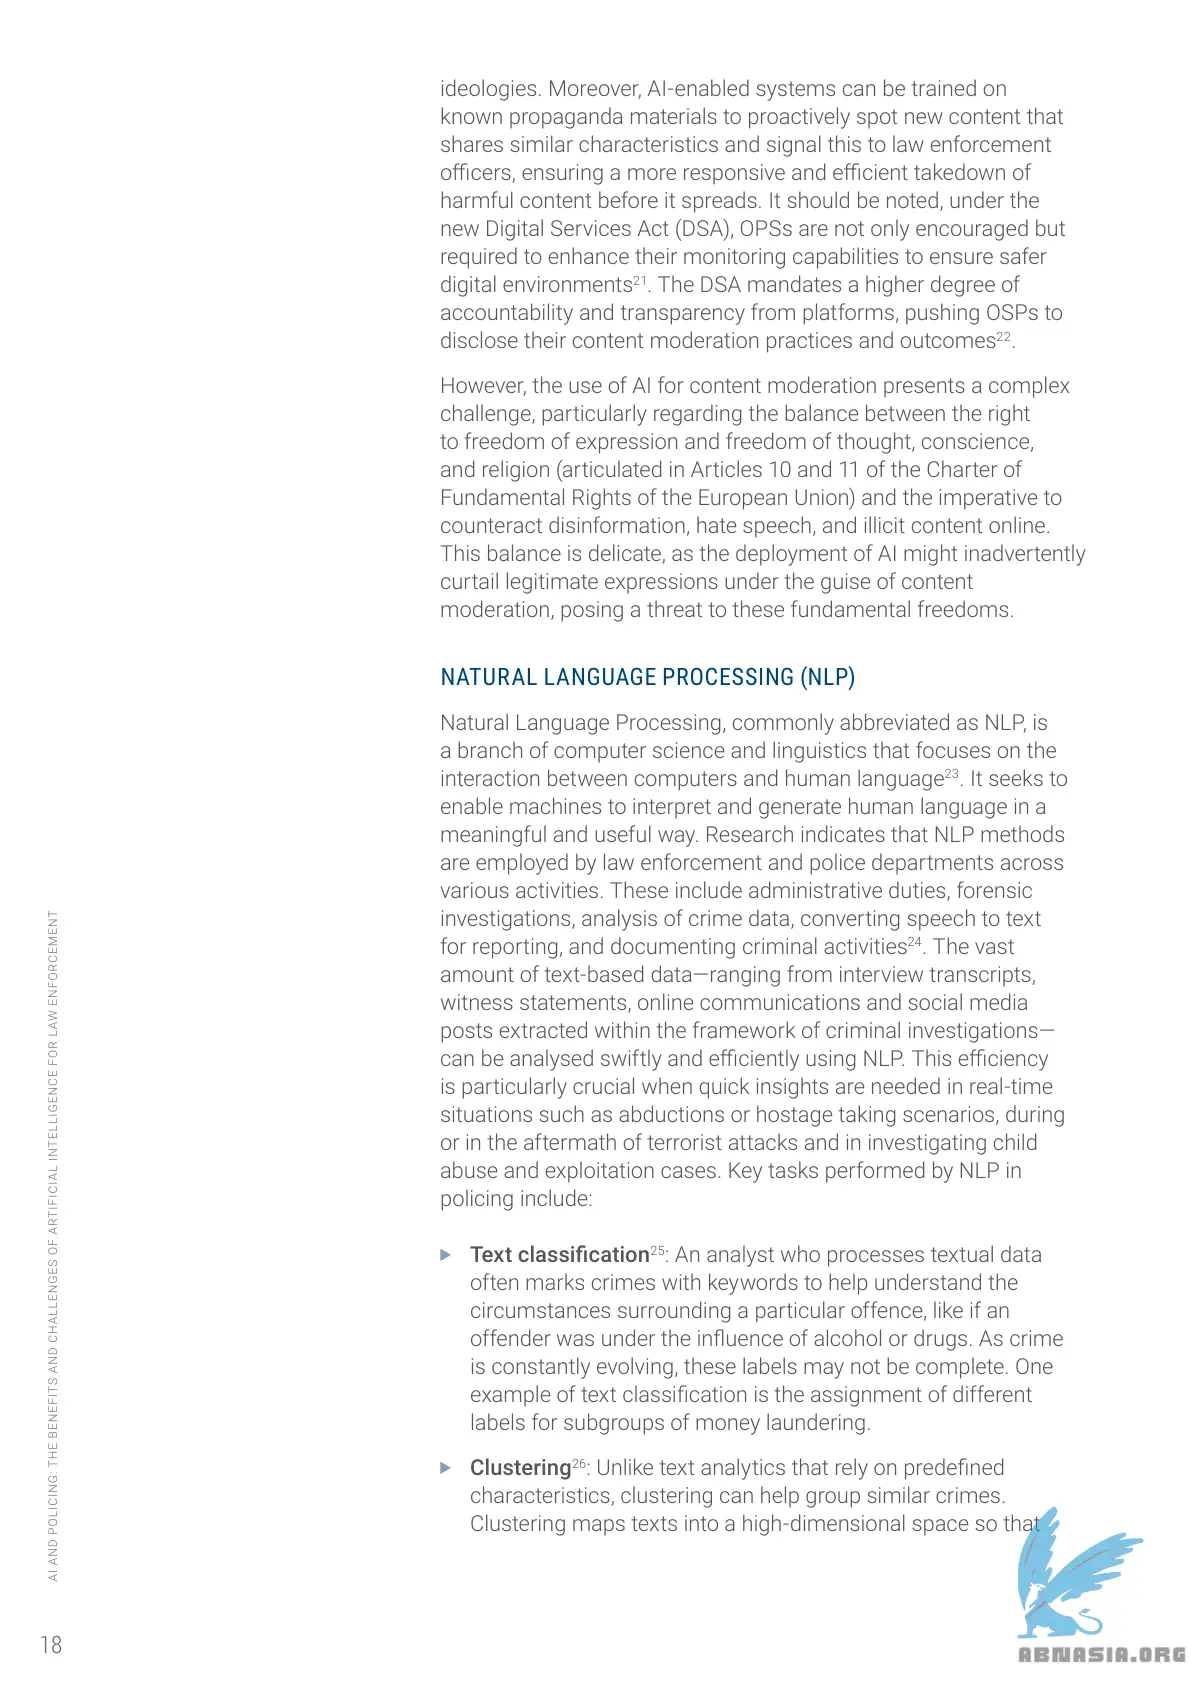 ideologies. Moreover, AI-enabled systems can be trained on
known propaganda materials to proactively spot new content that
shares similar characteristics and signal this to law enforcement
officers, ensuring a more responsive and efficient takedown of
harmful content before it spreads. It should be noted, under the
new Digital Services Act (DSA), OPSs are not only encouraged but
required to enhance their monitoring capabilities to ensure safer
digital environments21. The DSA mandates a higher degree of
accountability and transparency from platforms, pushing OSPs to
disclose their content moderation practices and outcomes22.
However, the use of AI for content moderation presents a complex
challenge, particularly regarding the balance between the right
to freedom of expression and freedom of thought, conscience,
and religion (articulated in Articles 10 and 11 of the Charter of
Fundamental Rights of the European Union) and the imperative to
counteract disinformation, hate speech, and illicit content online.
This balance is delicate, as the deployment of AI might inadvertently
curtail legitimate expressions under the guise of content
moderation, posing a threat to these fundamental freedoms.
NATURAL LANGUAGE PROCESSING (NLP)
Natural Language Processing, commonly abbreviated as NLP, is
a branch of computer science and linguistics that focuses on the
interaction between computers and human language23. It seeks to
enable machines to interpret and generate human language in a
meaningful and useful way. Research indicates that NLP methods
are employed by law enforcement and police departments across
various activities. These include administrative duties, forensic
investigations, analysis of crime data, converting speech to text
for reporting, and documenting criminal activities24. The vast
amount of text-based data—ranging from interview transcripts,
witness statements, online communications and social media
posts extracted within the framework of criminal investigations—
can be analysed swiftly and efficiently using NLP. This efficiency
is particularly crucial when quick insights are needed in real-time
situations such as abductions or hostage taking scenarios, during
or in the aftermath of terrorist attacks and in investigating child
abuse and exploitation cases. Key tasks performed by NLP in
policing include:
Text classification25: An analyst who processes textual data
often marks crimes with keywords to help understand the
circumstances surrounding a particular offence, like if an
offender was under the influence of alcohol or drugs. As crime
is constantly evolving, these labels may not be complete. One
example of text classification is the assignment of different
labels for subgroups of money laundering.
Clustering26: Unlike text analytics that rely on predefined
characteristics, clustering can help group similar crimes.
Clustering maps texts into a high-dimensional space so that
AI AND POLICING: THE BENEFITS AND CHALLENGES OF ARTIFICIAL INTELLIGENCE FOR LAW ENFORCEMENT
18
ABNASIA.ORG